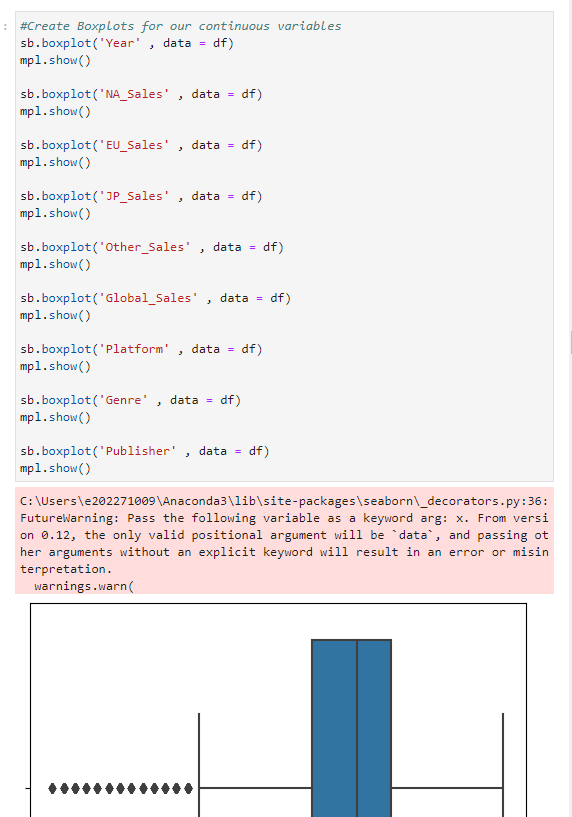 :
#Create Boxplots for our continuous variables
sb.boxplot('Year' , data = df)
mpl.show()
sb.boxplot('NA_Sales' , data = df)
mpl.show()
sb.boxplot('EU_Sales' , data = df)
mpl.show()
sb.boxplot('JP_Sales' , data = df)
mpl.show()
sb.boxplot('Other_Sales' , data = df)
mpl.show()
sb.boxplot('Global_Sales' , data = df)
mpl.show()
sb.boxplot('Platform' , data = df)
mpl.show()
sb.boxplot('Genre' , data = df)
mpl.show()
sb.boxplot('Publisher' , data = df)
mpl.show()
C:\Users\e202271009\Anaconda3\lib\site-packages\seaborn\_decorators.py:36:
FutureWarning: Pass the following variable as a keyword arg: x. From versi
on 0.12, the only valid positional argument will be `data`, and passing ot
her arguments without an explicit keyword will result in an error or misin
terpretation.
  warnings.warn(